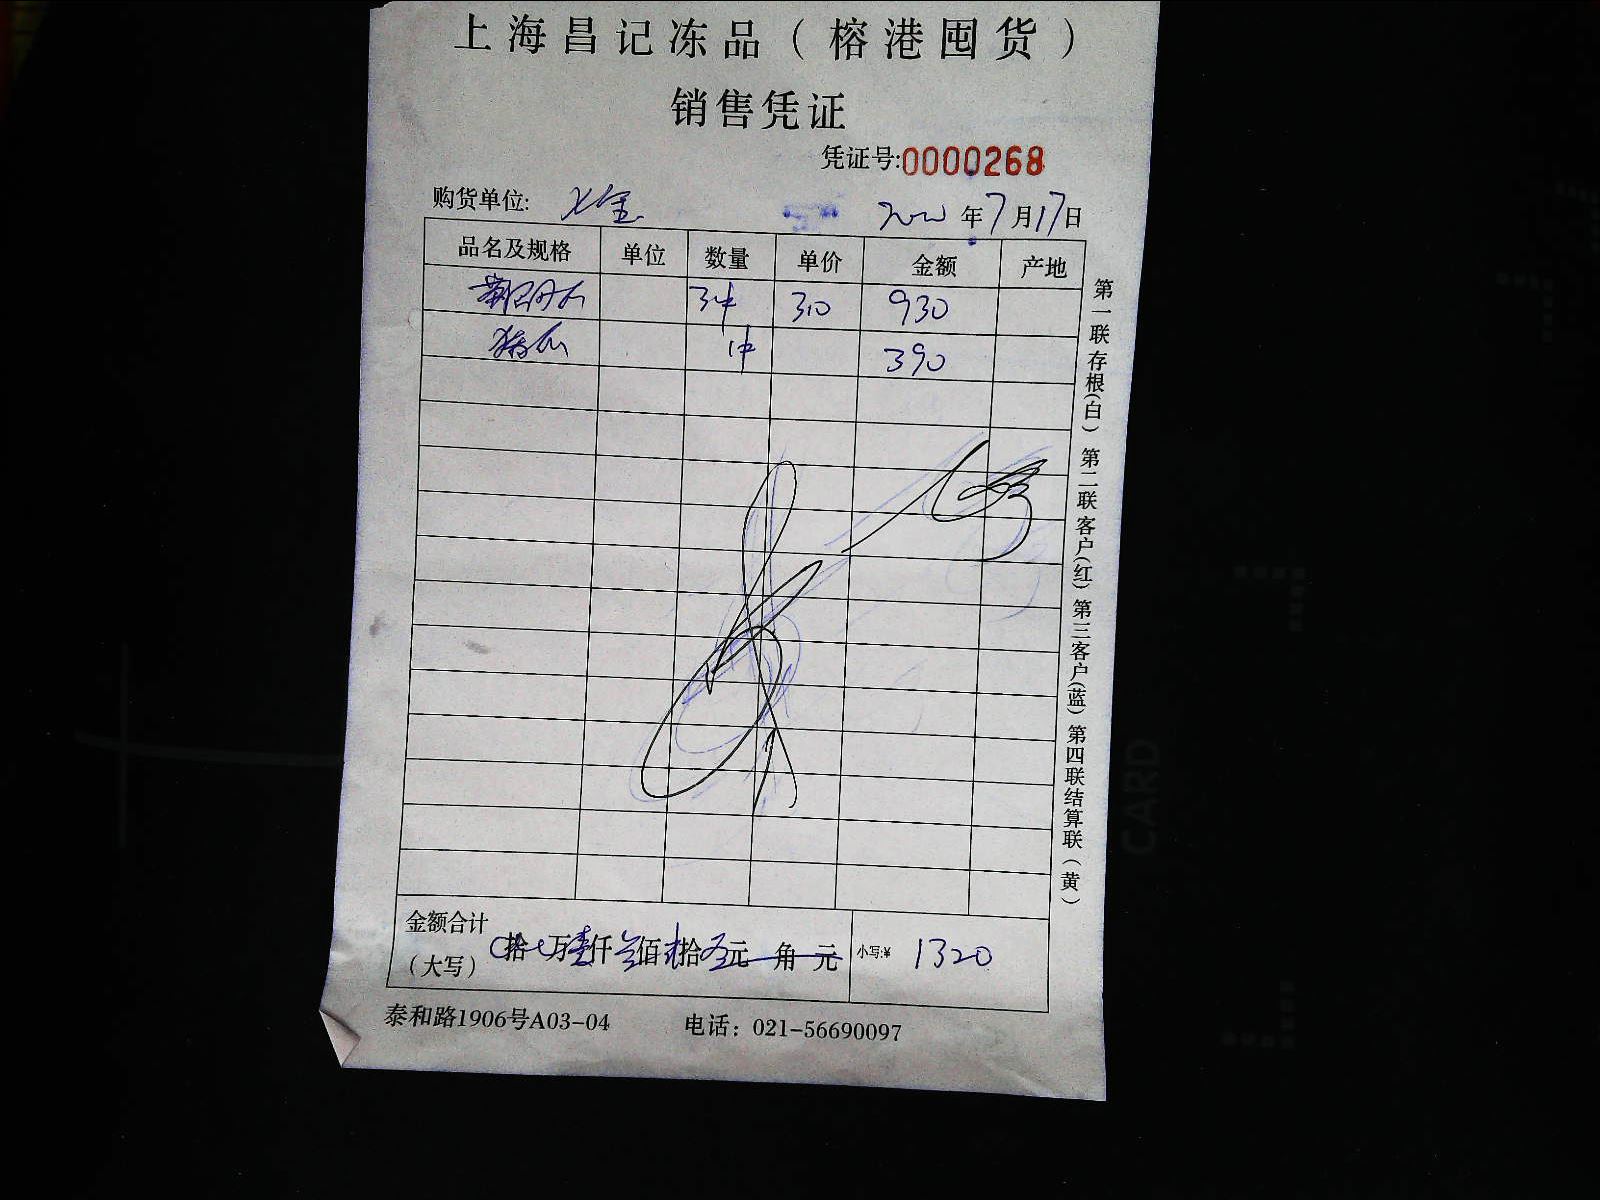 上海昌记冻品（榕港囤货）
销售凭证
凭证号:0000268
购货单位:
年7月17日
品名及规格 单位 数量 单价 金额 产地
3件 310 930
1件 390
第一联存根(白) 第二联客户(红) 第三客户(蓝) 第四联结算联(黄)
金额合计
(大写) 拾 万壹仟 佰 拾 元 角 元 小写:¥ 1320
泰和路1906号A03-04 电话：021-56690097